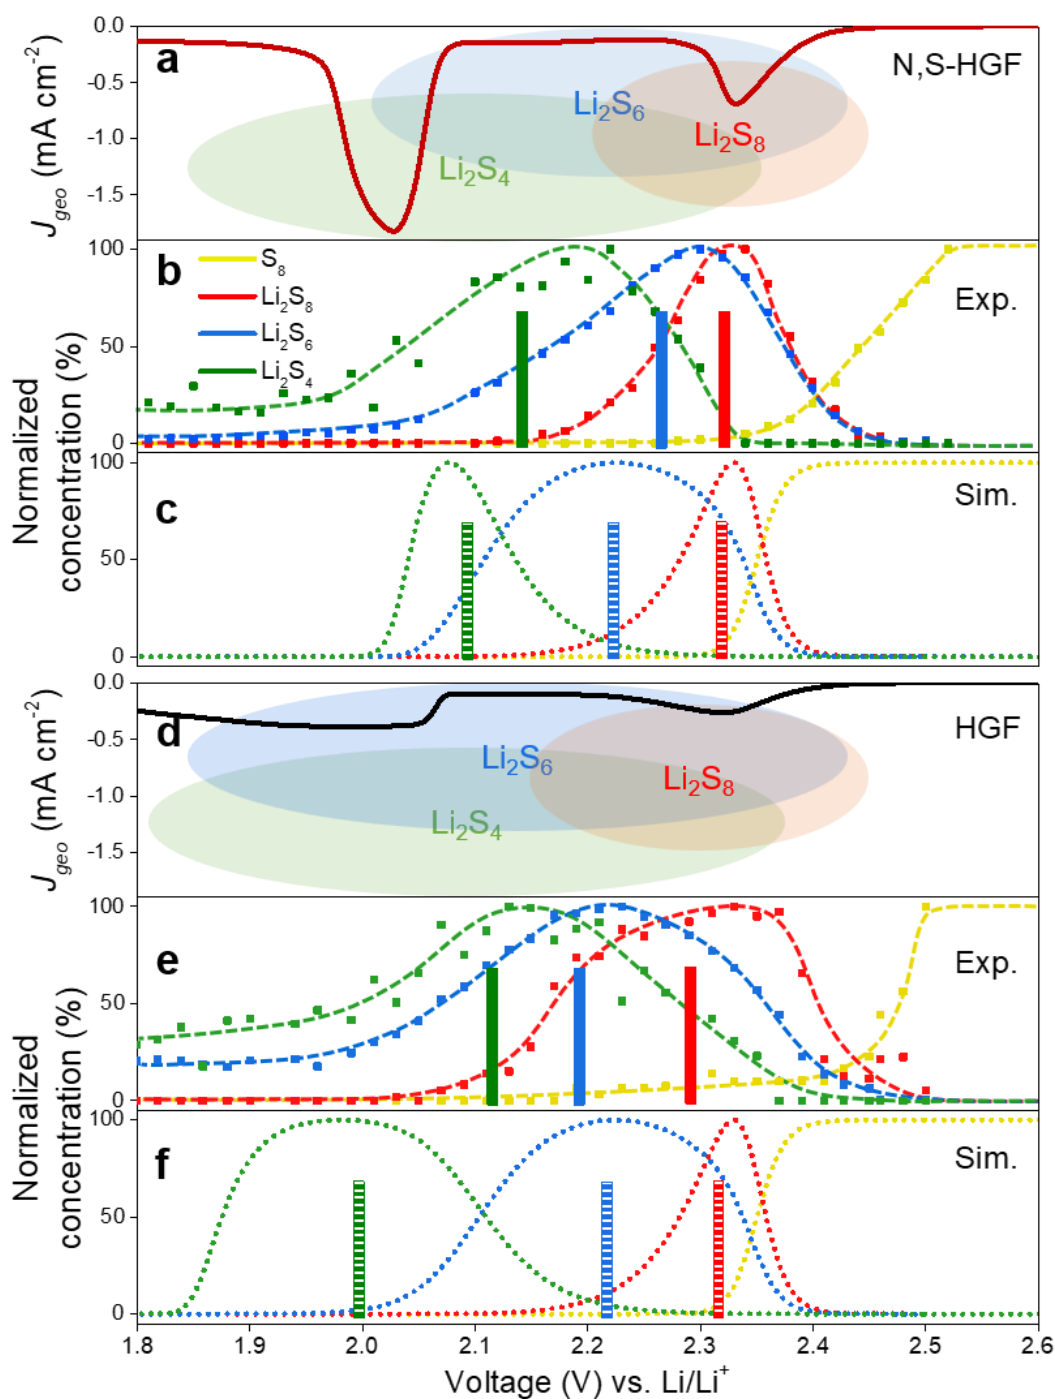 0.0
a
N,S-HGF
-0.5
Li2S6
Li2S8
-1.0
Li2S4
-1.5
Jgeo (mA cm-2)
100
b
S8
Li2S8
Li2S6
Li2S4
Exp.
50
0
100
c
Sim.
50
0
Normalized
concentration (%)
0.0
d
HGF
-0.5
Li2S6
Li2S8
-1.0
Li2S4
-1.5
Jgeo (mA cm-2)
100
e
Exp.
50
0
100
f
Sim.
50
0
Normalized
concentration (%)
1.8 1.9 2.0 2.1 2.2 2.3 2.4 2.5 2.6
Voltage (V) vs. Li/Li+